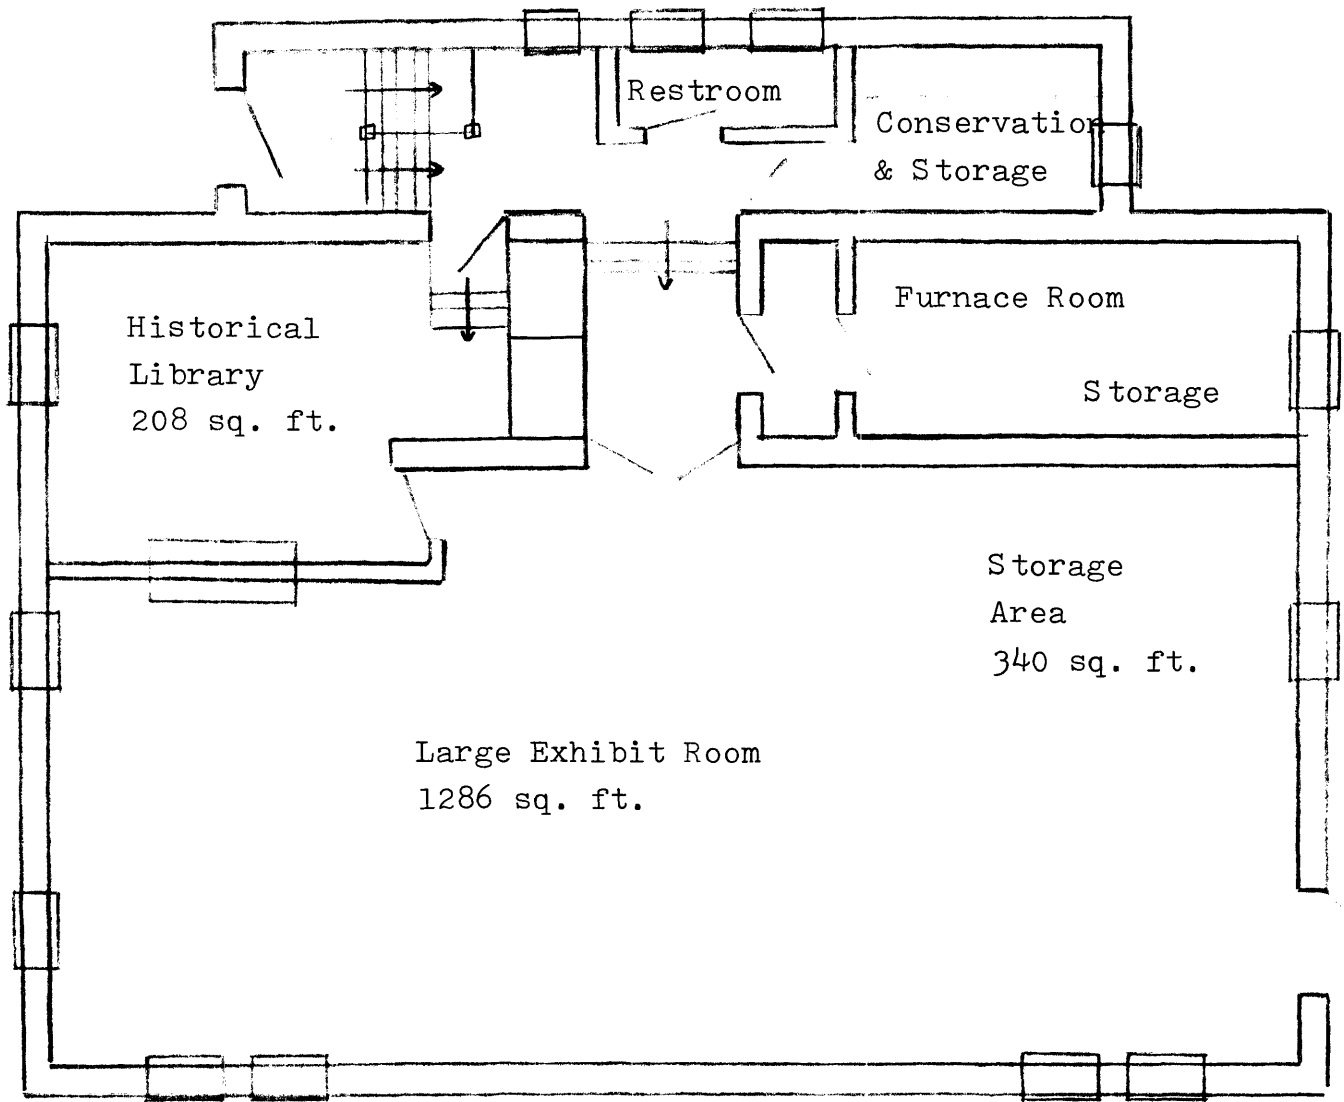 Restroom
Conservation
& Storage
Furnace Room
Storage
Historical
Library
208 sq. ft.
Storage
Area
340 sq. ft.
Large Exhibit Room
1286 sq. ft.